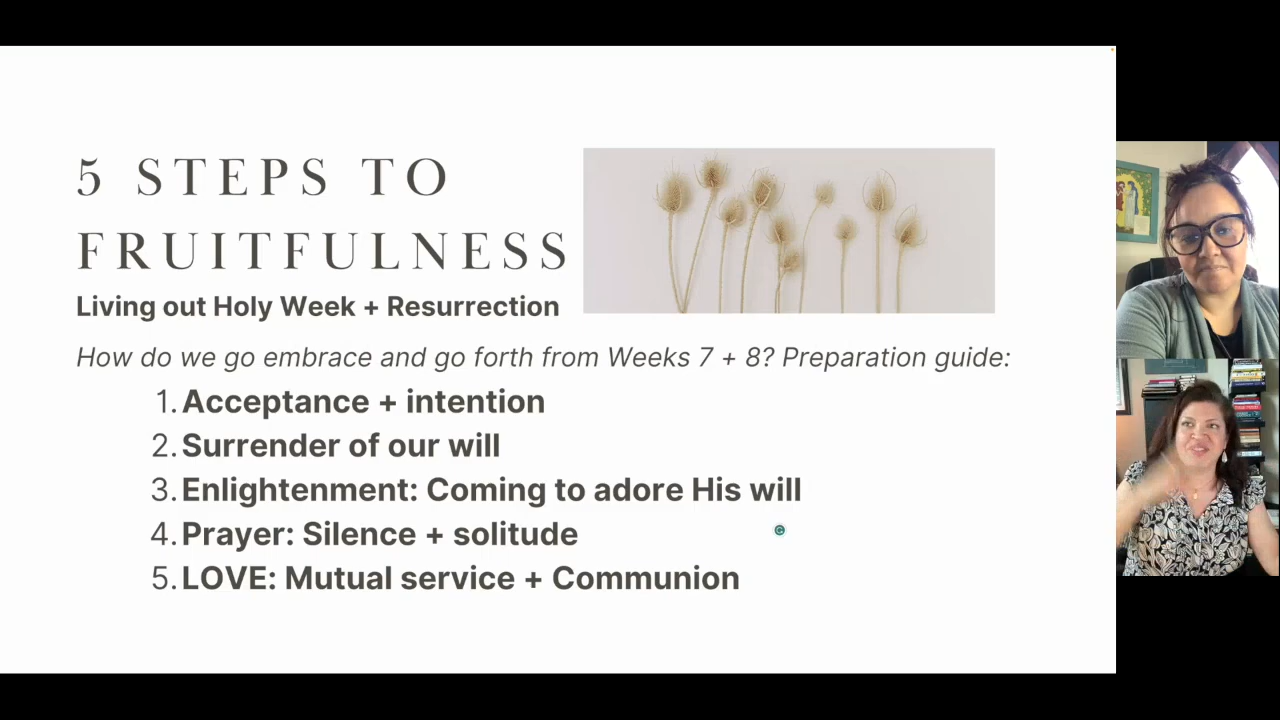 5 STEPS TO
FRUITFULNESS
Living out Holy Week + Resurrection
How do we go embrace and go forth from Weeks 7 + 8? Preparation guide:
1. Acceptance + intention
2. Surrender of our will
3. Enlightenment: Coming to adore His will
4. Prayer: Silence + solitude
5. LOVE: Mutual service + Communion